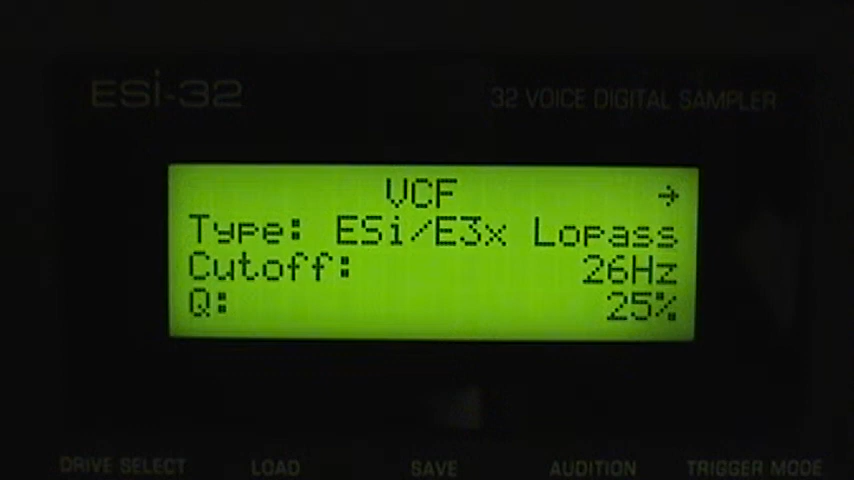 ESi-32
32 VOICE DIGITAL SAMPLER
VCF →
Type: ESi/E3x Lopass
Cutoff: 26Hz
Q: 25%
DRIVE SELECT LOAD SAVE AUDITION TRIGGER MODE